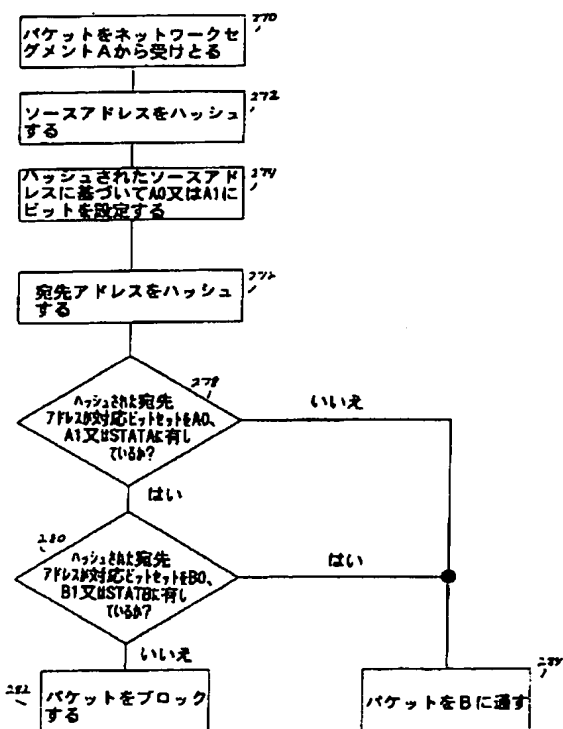 270
パケットをネットワークセ
グメントAから受けとる
272
ソースアドレスをハッシュ
する
274
ハッシュされたソースアド
レスに基づいてA0又はA1に
ビットを設定する
宛先アドレスをハッシュ
する
278
ハッシュされた宛先
アドレスが対応ビットセットをA0、
A1又はSTATAに有し
ているか?
いいえ
はい
280
ハッシュされた宛先
アドレスが対応ビットセットをB0、
B1又はSTATBに有し
ているか?
はい
いいえ
282
パケットをブロック
する
284
パケットをBに通す